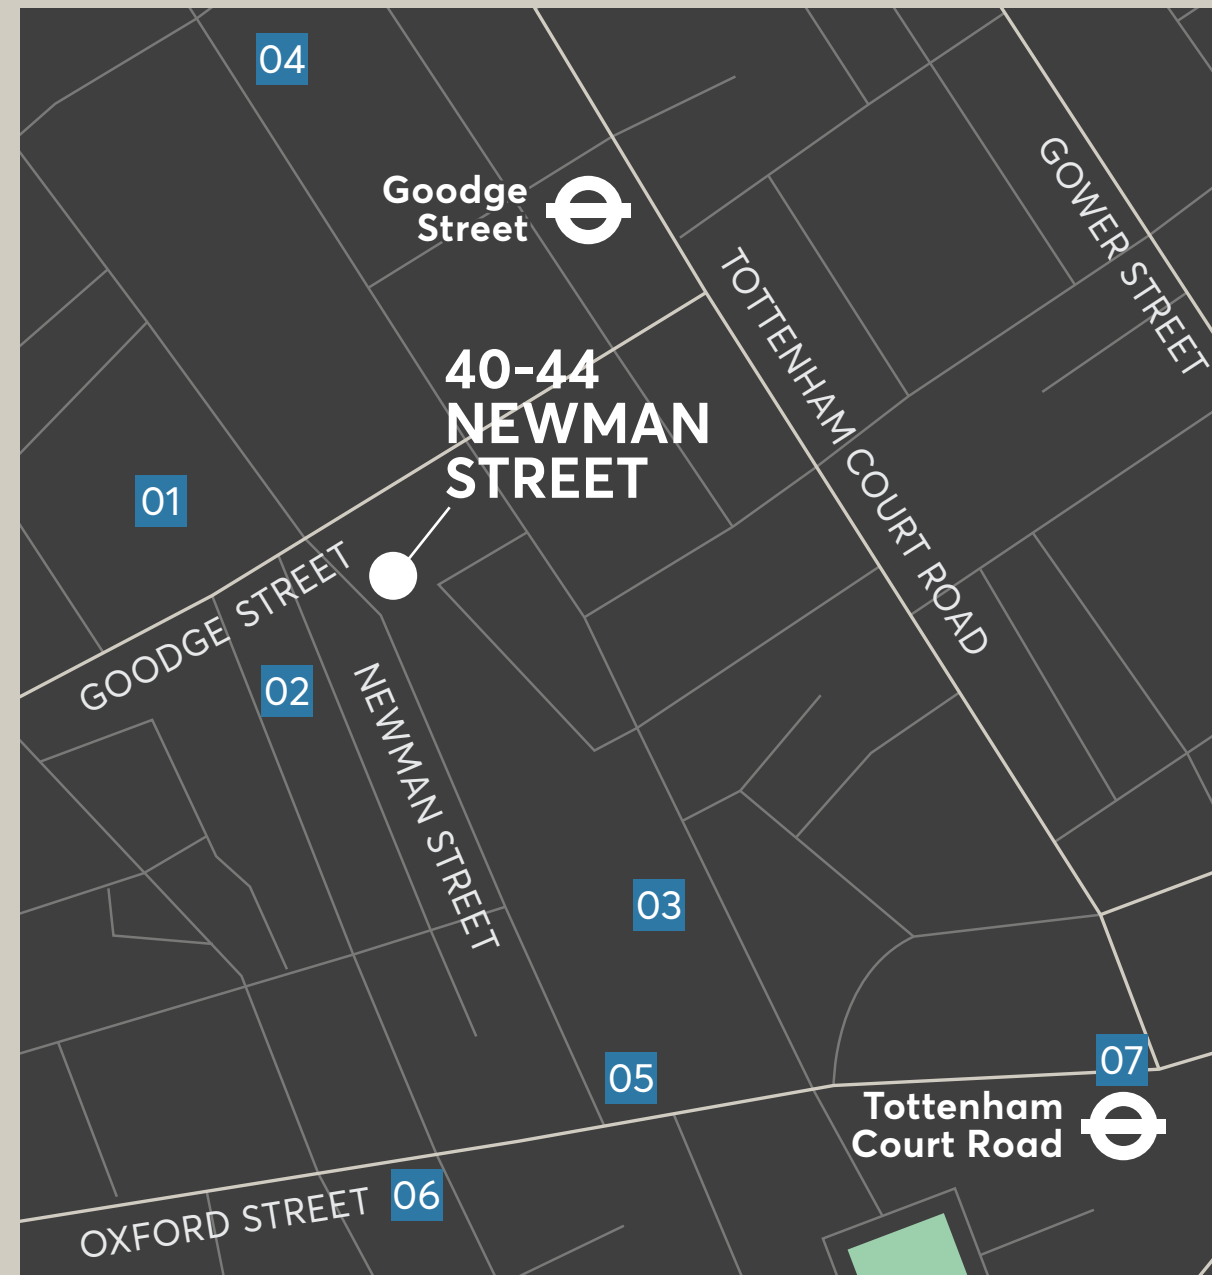 04
Goodge
Street
GOWER STREET
TOTTENHAM COURT ROAD
40-44
NEWMAN
STREET
01
GOODGE STREET
02
NEWMAN STREET
03
05
07
Tottenham
Court Road
06
OXFORD STREET